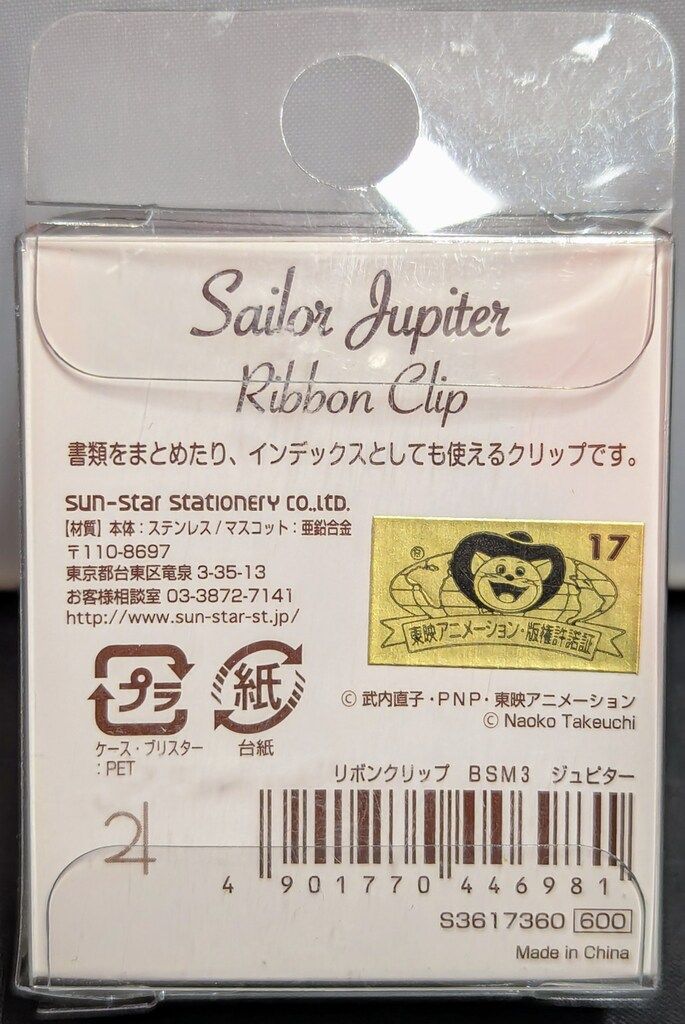 Sailor Jupiter
Ribbon Clip
書類をまとめたり、インデックスとしても使えるクリップです。
SUN-STAR STATIONERY CO.,LTD.
【材質】本体：ステンレス / マスコット：亜鉛合金
〒110-8697
東京都台東区竜泉 3-35-13
お客様相談室 03-3872-7141
http://www.sun-star-st.jp/
17
東映アニメーション・版権許諾証
プラ
ケース・ブリスター
：PET
紙
台紙
© 武内直子・PNP・東映アニメーション
© Naoko Takeuchi
リボンクリップ BSM3 ジュピター
♃
4 901770 446981
S3617360 600
Made in China